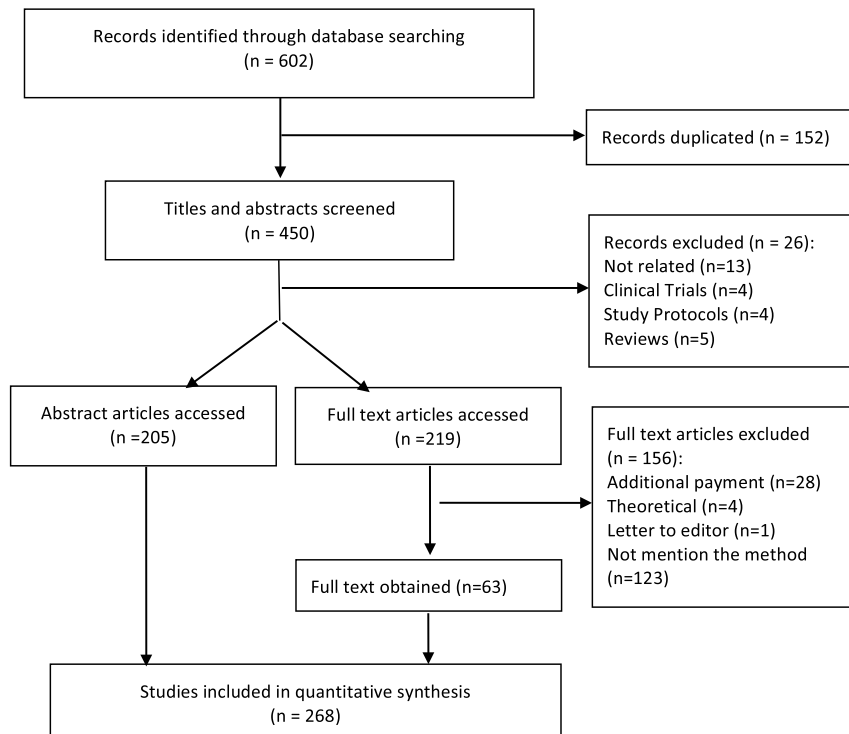 Records identified through database searching
(n = 602)
Records duplicated (n = 152)
Titles and abstracts screened
(n = 450)
Records excluded (n = 26):
Not related (n=13)
Clinical Trials (n=4)
Study Protocols (n=4)
Reviews (n=5)
Abstract articles accessed
(n =205)
Full text articles accessed
(n =219)
Full text articles excluded
(n = 156):
Additional payment (n=28)
Theoretical (n=4)
Letter to editor (n=1)
Not mention the method
(n=123)
Full text obtained (n=63)
Studies included in quantitative synthesis
(n = 268)